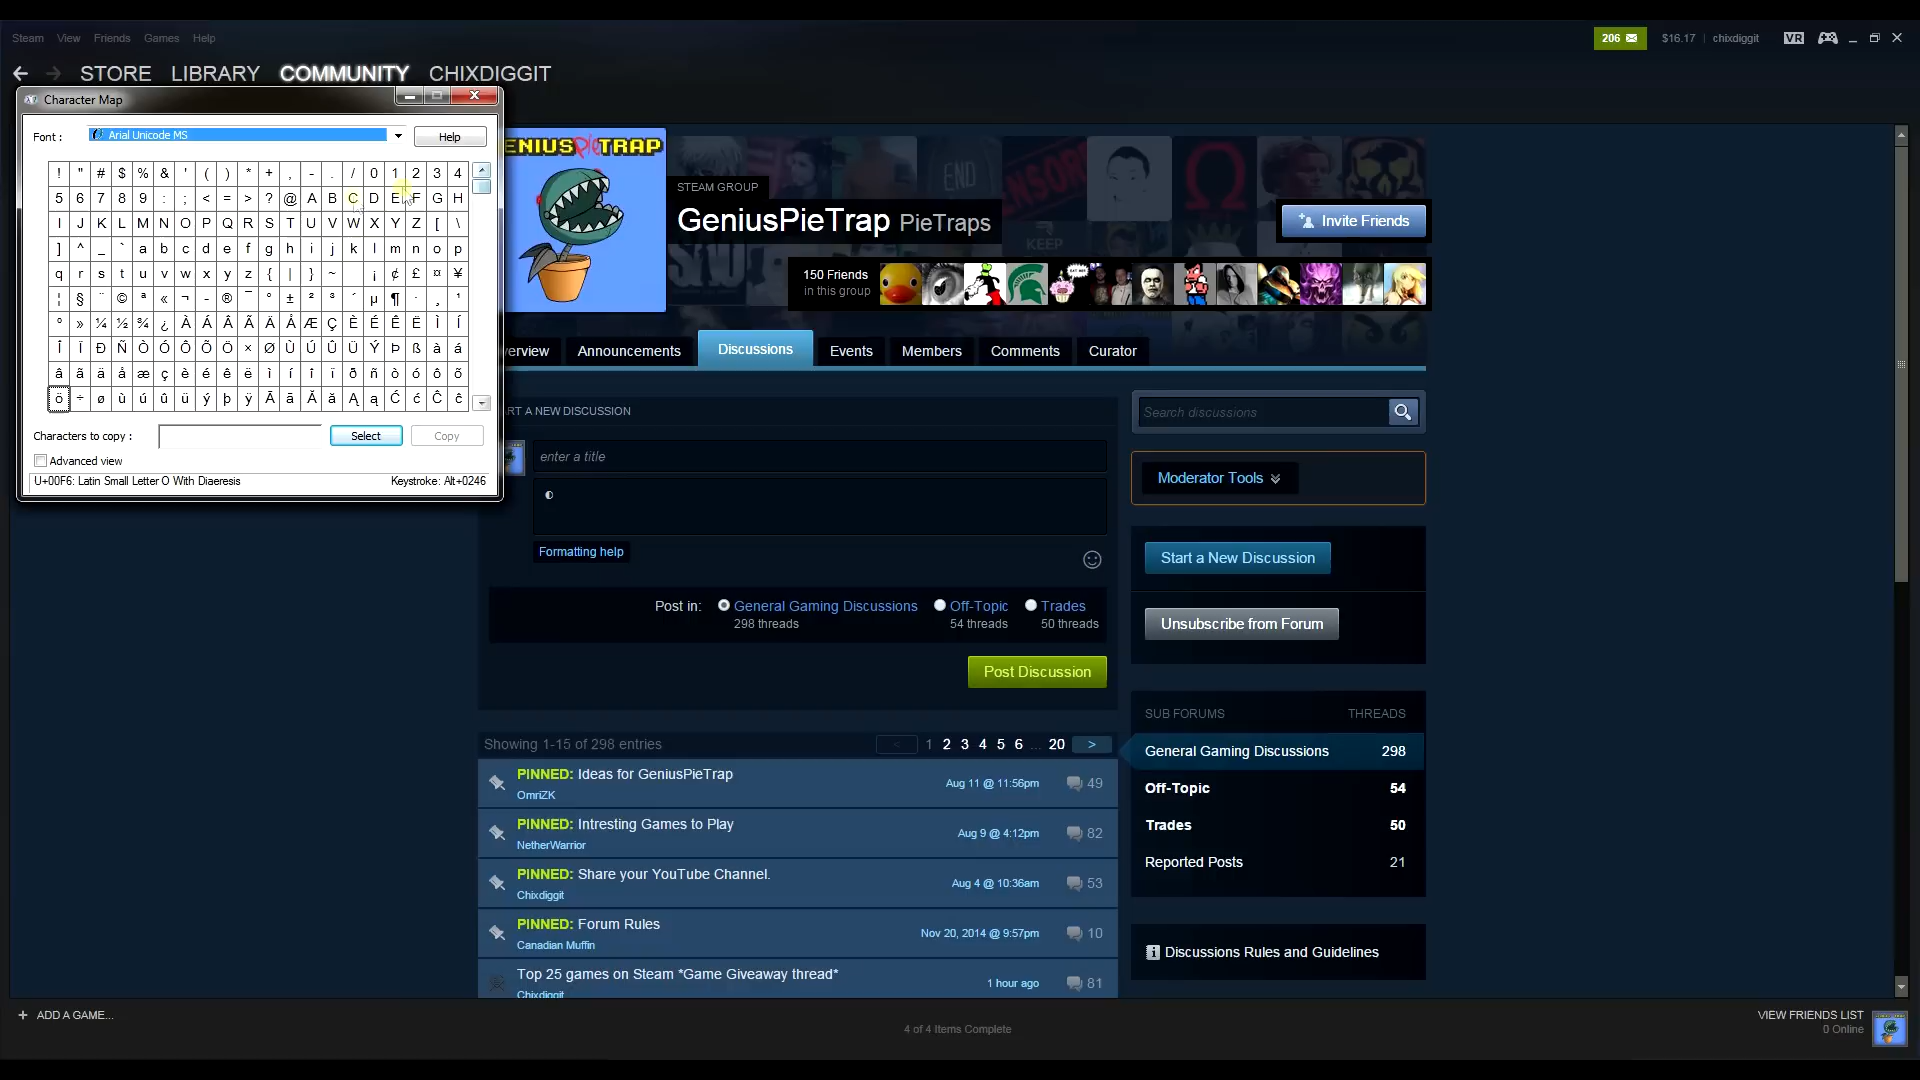 Steam View Friends Games Help
206 $16.17 chixdiggit VR
STORE LIBRARY COMMUNITY CHIXDIGGIT
Character Map
Font : Arial Unicode MS Help
! " # $ % & ' ( ) * + , - . / 0 1 2 3 4
5 6 7 8 9 : ; < = > ? @ A B C D E F G H
I J K L M N O P Q R S T U V W X Y Z [ \
] ^ _ ` a b c d e f g h i j k l m n o p
q r s t u v w x y z { | } ~ ¡ ¢ £ ¤ ¥
¦ § ¨ © ª « ¬ - ® ¯ ° ± ² ³ ´ µ ¶ · ¸ ¹
º » ¼ ½ ¾ ¿ À Á Â Ã Ä Å Æ Ç È É Ê Ë Ì Í
Î Ï Ð Ñ Ò Ó Ô Õ Ö × Ø Ù Ú Û Ü Ý Þ ß à á
â ã ä å æ ç è é ê ë ì í î ï ð ñ ò ó ô õ
ö ÷ ø ù ú û ü ý þ ÿ Ā ā Ă ă Ą ą Ć ć Ĉ ĉ
Characters to copy : Select Copy
Advanced view
U+00F6: Latin Small Letter O With Diaeresis Keystroke: Alt+0246
ENIUS Pie TRAP
STEAM GROUP
GeniusPieTrap PieTraps
END
KEEP
Invite Friends
150 Friends
in this group
EAT ME!
erview Announcements Discussions Events Members Comments Curator
RT A NEW DISCUSSION
enter a title
◐
Formatting help
Post in: General Gaming Discussions Off-Topic Trades
298 threads 54 threads 50 threads
Post Discussion
Search discussions
Moderator Tools
Start a New Discussion
Unsubscribe from Forum
SUB FORUMS THREADS
General Gaming Discussions 298
Off-Topic 54
Trades 50
Reported Posts 21
Discussions Rules and Guidelines
Showing 1-15 of 298 entries < 1 2 3 4 5 6 ... 20 >
PINNED: Ideas for GeniusPieTrap
OmriZK Aug 11 @ 11:56pm 49
PINNED: Intresting Games to Play
NetherWarrior Aug 9 @ 4:12pm 82
PINNED: Share your YouTube Channel.
Chixdiggit Aug 4 @ 10:36am 53
PINNED: Forum Rules
Canadian Muffin Nov 20, 2014 @ 9:57pm 10
Top 25 games on Steam *Game Giveaway thread*
Chixdiggit 1 hour ago 81
+ ADD A GAME...
4 of 4 Items Complete
VIEW FRIENDS LIST
0 Online